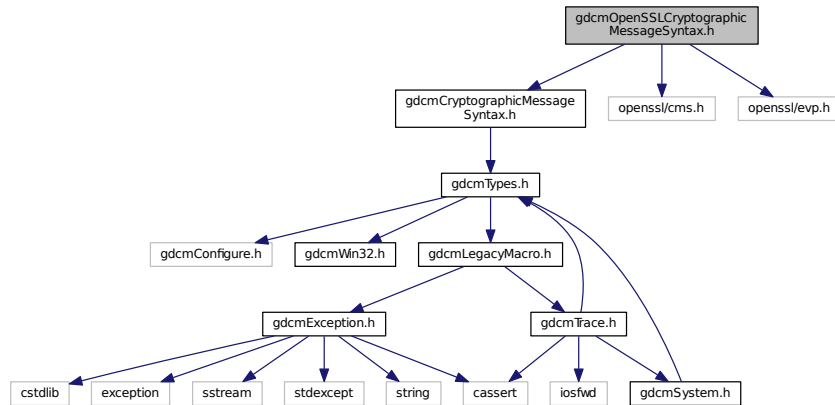 gdcmOpenSSLCryptographic
MessageSyntax.h
gdcmCryptographicMessage
Syntax.h
openssl/cms.h
openssl/evp.h
gdcmTypes.h
gdcmConfigure.h
gdcmWin32.h
gdcmLegacyMacro.h
gdcmException.h
gdcmTrace.h
cstdlib
exception
sstream
stdexcept
string
cassert
iosfwd
gdcmSystem.h